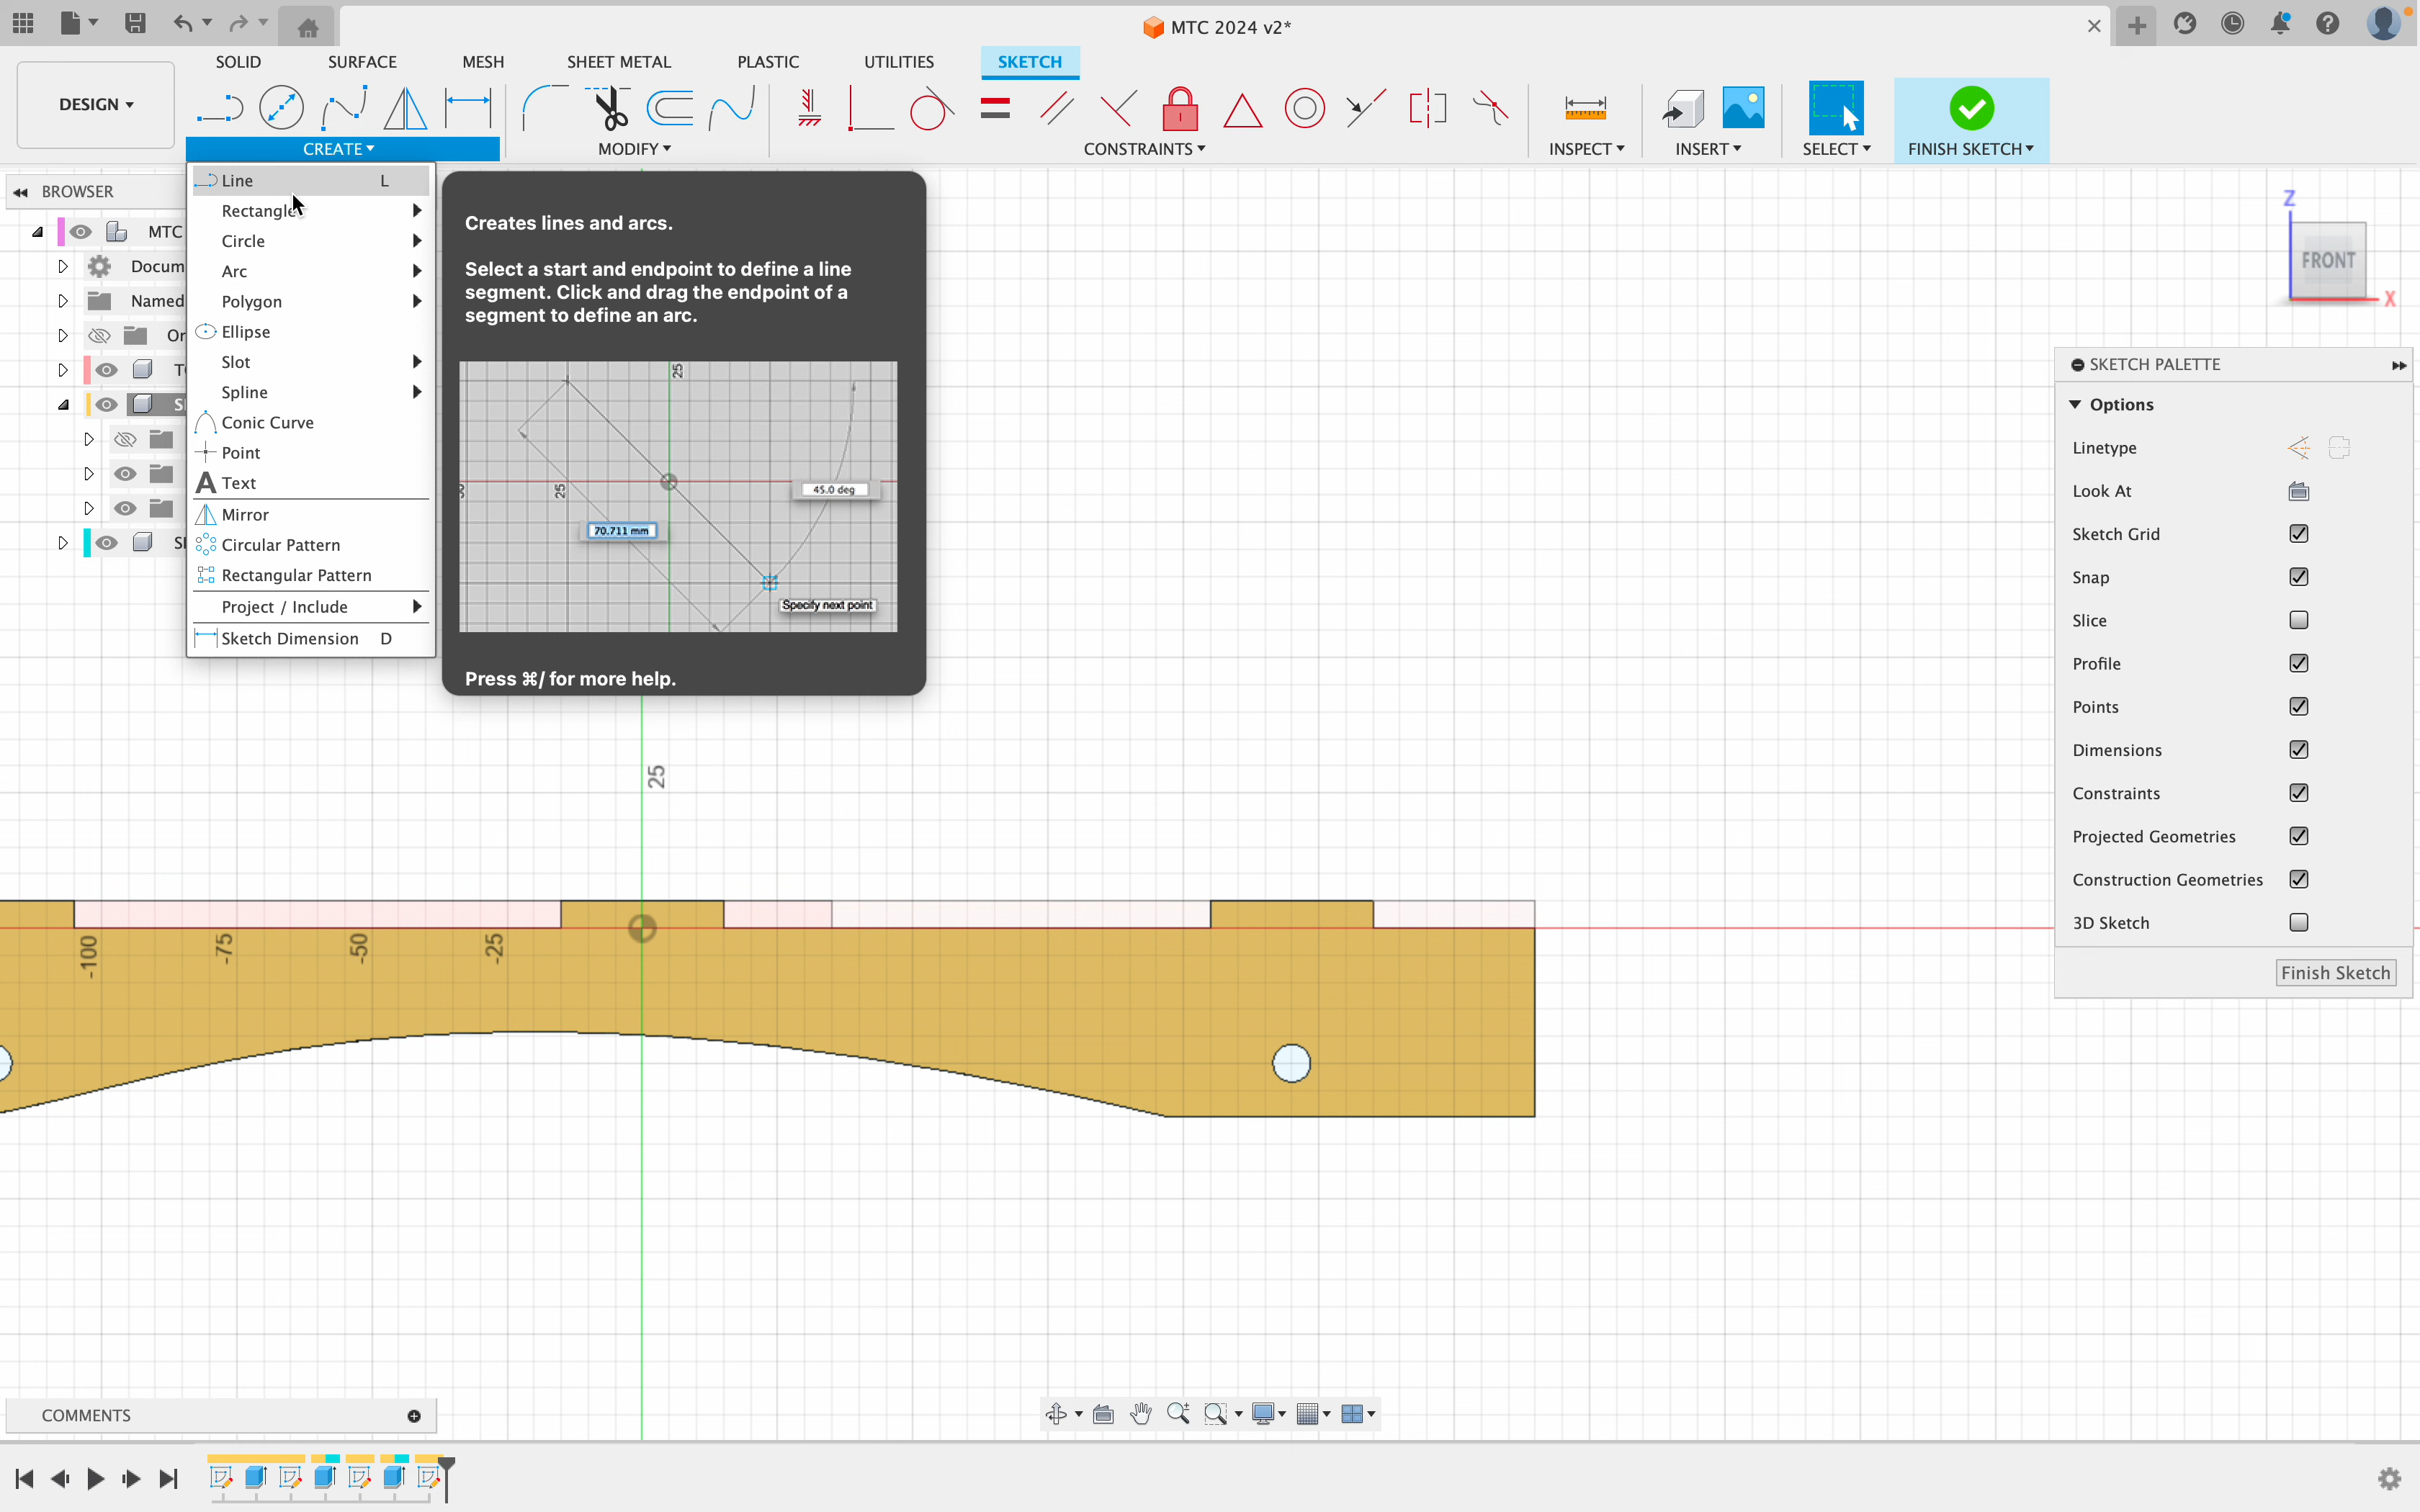 MTC 2024 v2*
SOLID
SURFACE
MESH
SHEET METAL
PLASTIC
UTILITIES
SKETCH
DESIGN
CREATE
MODIFY
CONSTRAINTS
INSPECT
INSERT
SELECT
FINISH SKETCH
BROWSER
MTC
Docum
Named
Or
Line L
Rectangle
Circle
Arc
Polygon
Ellipse
Slot
Spline
Conic Curve
Point
Text
Mirror
Circular Pattern
Rectangular Pattern
Project / Include
Sketch Dimension D
Creates lines and arcs.
Select a start and endpoint to define a line
segment. Click and drag the endpoint of a
segment to define an arc.
25
25
45.0 deg
70.711 mm
Specify next point
Press ⌘/ for more help.
Z
FRONT
X
SKETCH PALETTE
Options
Linetype
Look At
Sketch Grid
Snap
Slice
Profile
Points
Dimensions
Constraints
Projected Geometries
Construction Geometries
3D Sketch
Finish Sketch
25
-100
-75
-50
-25
COMMENTS